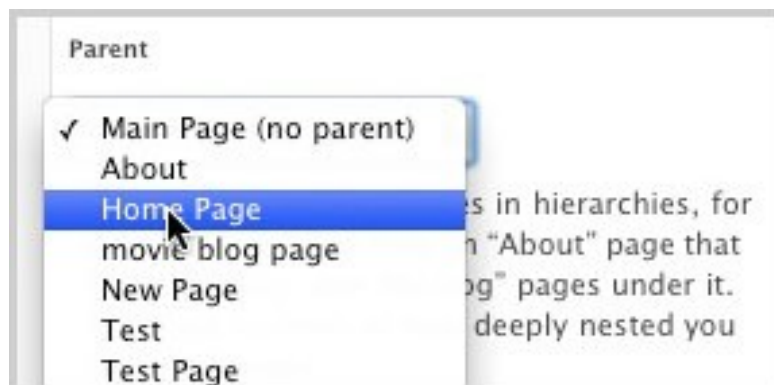 Parent
✓ Main Page (no parent)
About
Home Page
movie blog page
New Page
Test
Test Page
s in hierarchies, for
“About” page that
pages under it.
deeply nested you